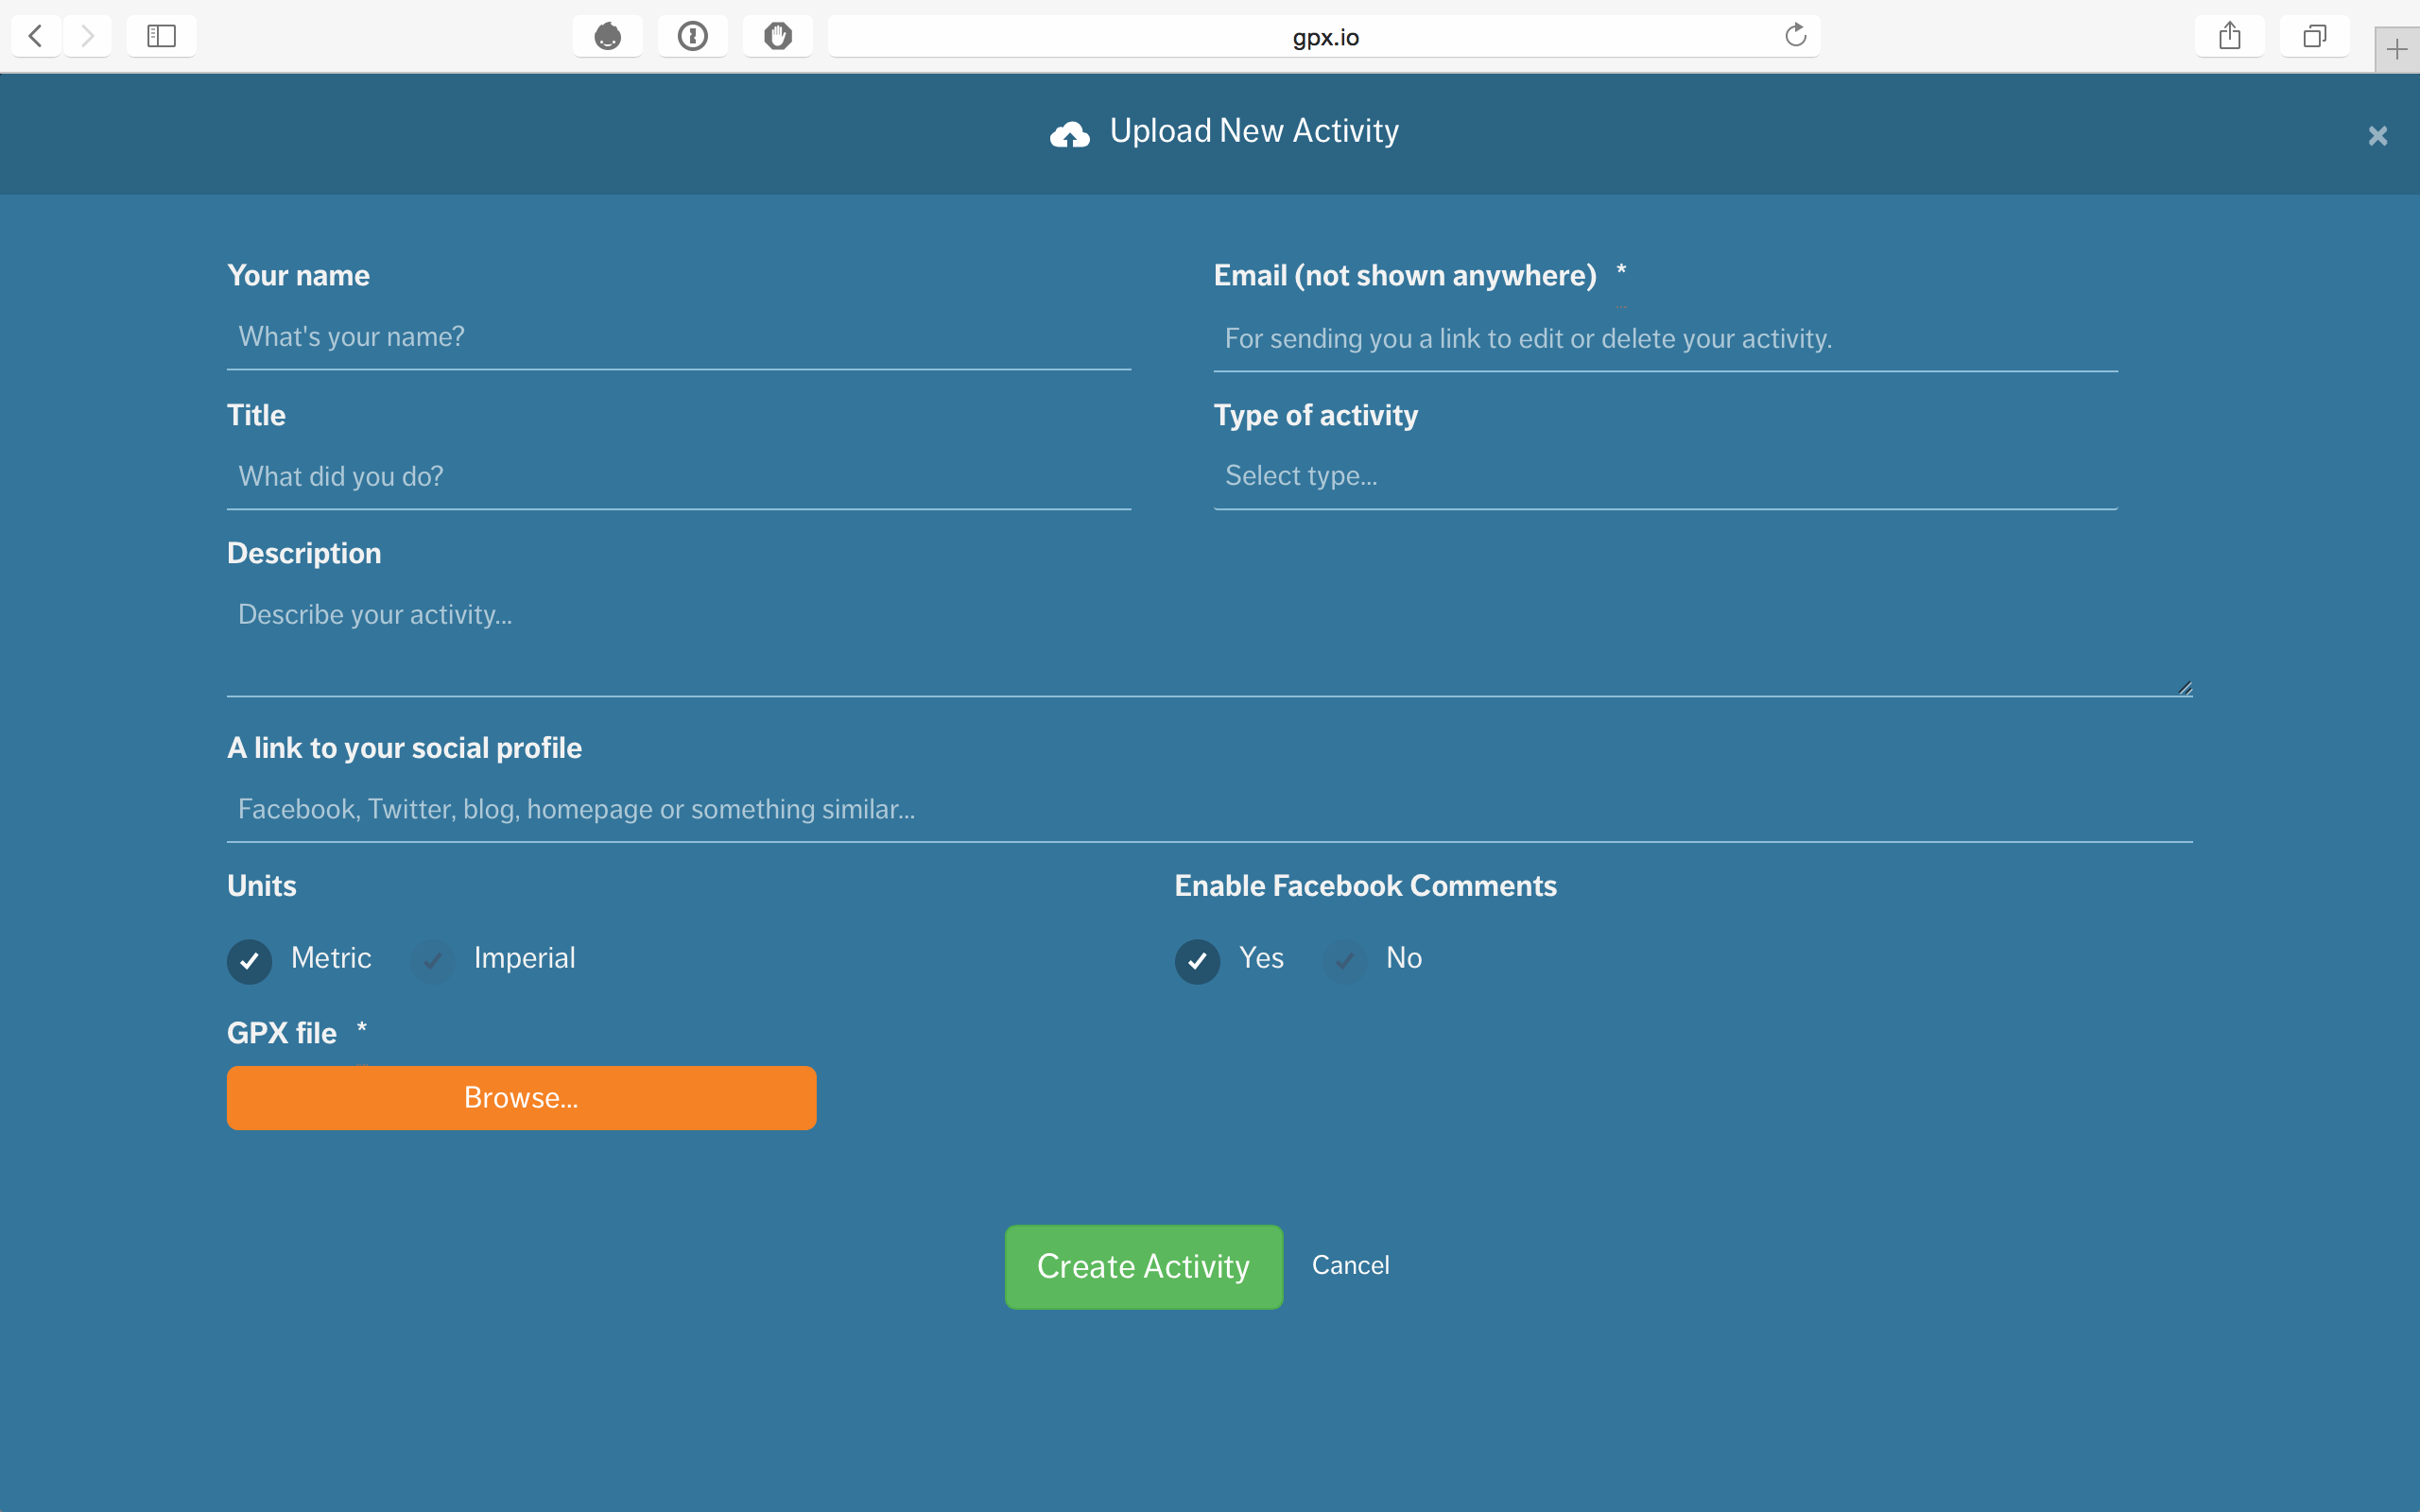 gpx.io
Upload New Activity
Your name
Email (not shown anywhere) *
What's your name?
For sending you a link to edit or delete your activity.
Title
Type of activity
What did you do?
Select type...
Description
Describe your activity...
A link to your social profile
Facebook, Twitter, blog, homepage or something similar...
Units
Enable Facebook Comments
Metric Imperial
Yes No
GPX file *
Browse...
Create Activity Cancel